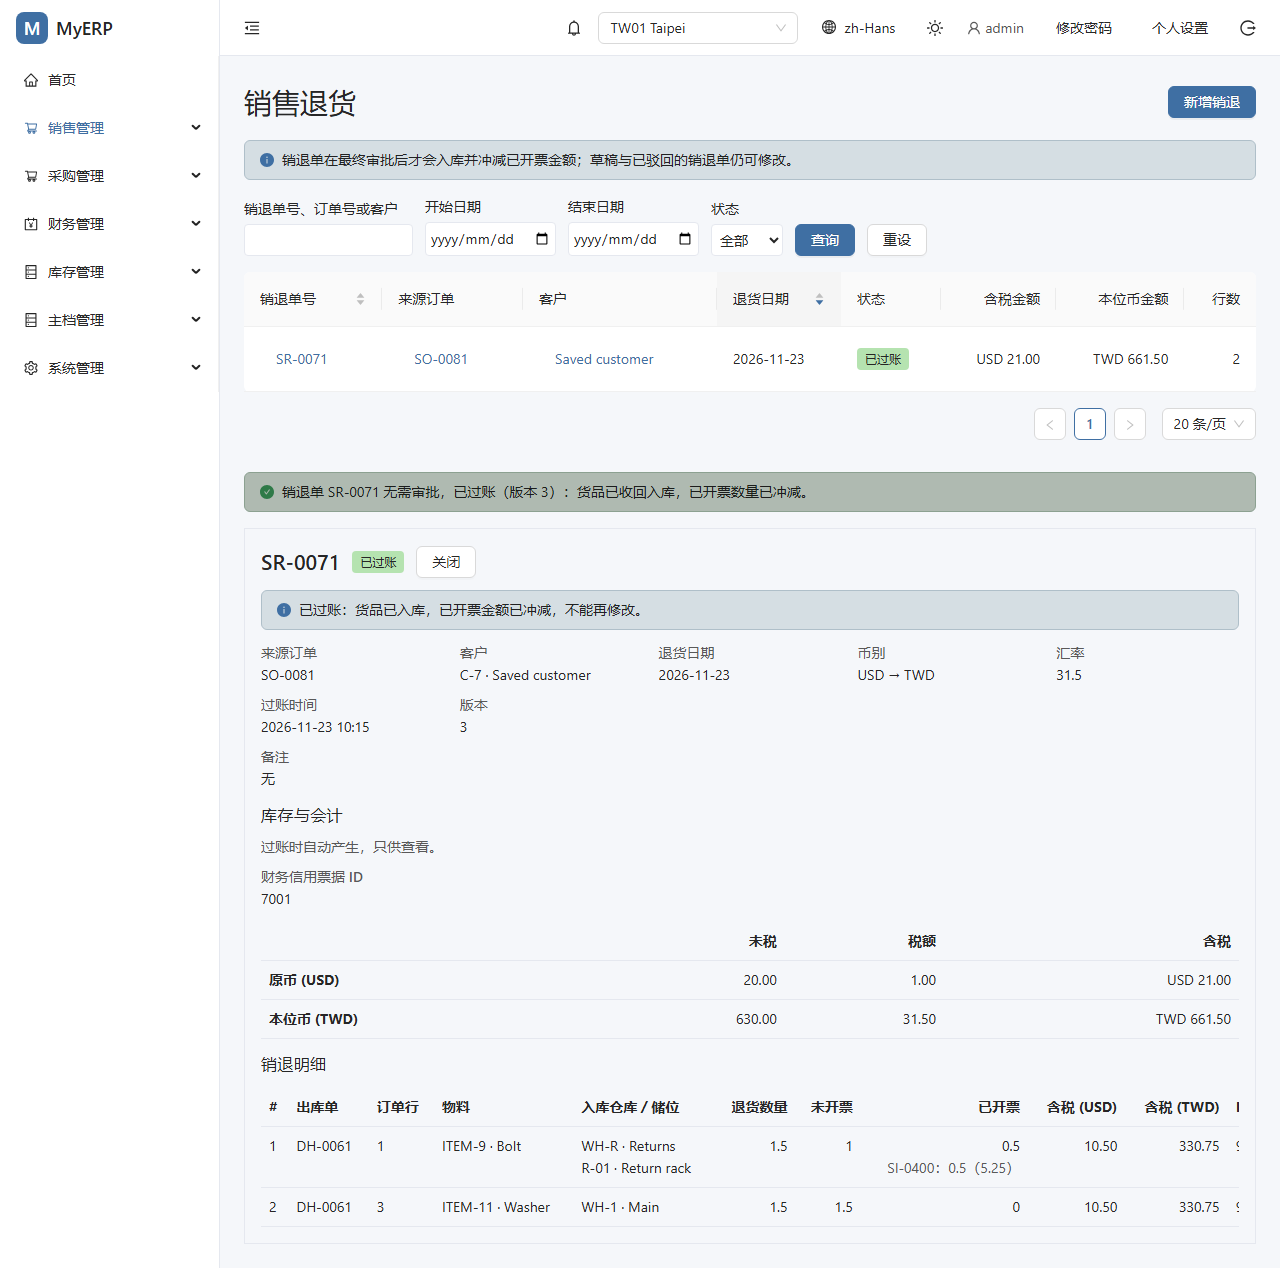 M MyERP
TW01 Taipei
zh-Hans
admin
修改密码
个人设置
首页
销售管理
采购管理
财务管理
库存管理
主档管理
系统管理
销售退货
新增销退
销退单在最终审批后才会入库并冲减已开票金额；草稿与已驳回的销退单仍可修改。
销退单号、订单号或客户 开始日期 结束日期 状态
yyyy/mm/dd yyyy/mm/dd 全部 查询 重设
销退单号 来源订单 客户 退货日期 状态 含税金额 本位币金额 行数
SR-0071 SO-0081 Saved customer 2026-11-23 已过账 USD 21.00 TWD 661.50 2
< 1 > 20 条/页
销退单 SR-0071 无需审批，已过账（版本 3）：货品已收回入库，已开票数量已冲减。
SR-0071 已过账 关闭
已过账：货品已入库，已开票金额已冲减，不能再修改。
来源订单 客户 退货日期 币别 汇率
SO-0081 C-7 · Saved customer 2026-11-23 USD → TWD 31.5
过账时间 版本
2026-11-23 10:15 3
备注
无
库存与会计
过账时自动产生，只供查看。
财务信用票据 ID
7001
未税 税额 含税
原币 (USD) 20.00 1.00 USD 21.00
本位币 (TWD) 630.00 31.50 TWD 661.50
销退明细
# 出库单 订单行 物料 入库仓库 / 储位 退货数量 未开票 已开票 含税 (USD) 含税 (TWD)
1 DH-0061 1 ITEM-9 · Bolt WH-R · Returns 1.5 1 0.5 10.50 330.75
R-01 · Return rack SI-0400：0.5（5.25）
2 DH-0061 3 ITEM-11 · Washer WH-1 · Main 1.5 1.5 0 10.50 330.75